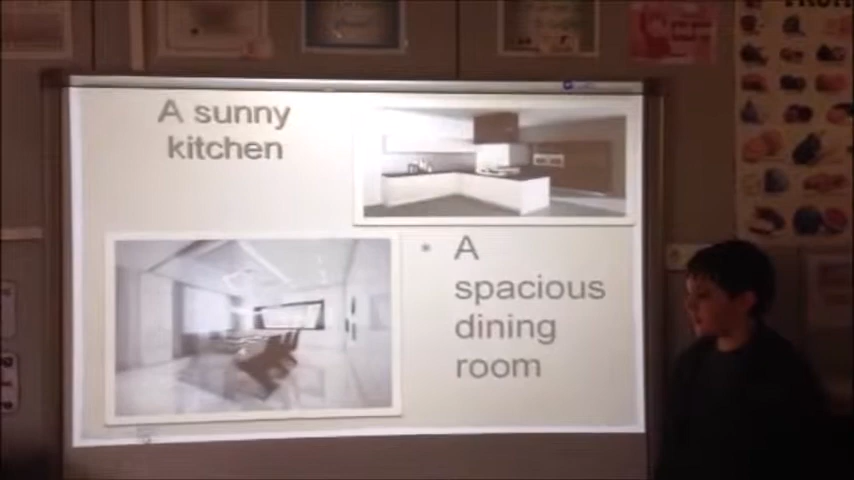 A sunny
kitchen
• A
spacious
dining
room